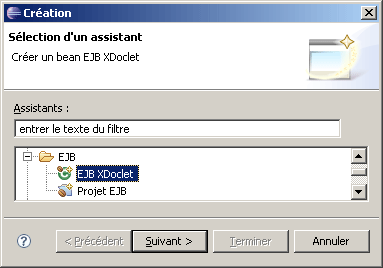 Création
Sélection d'un assistant
Créer un bean EJB XDoclet
Assistants :
entrer le texte du filtre
EJB
EJB XDoclet
Projet EJB
? < Précédent Suivant > Terminer Annuler